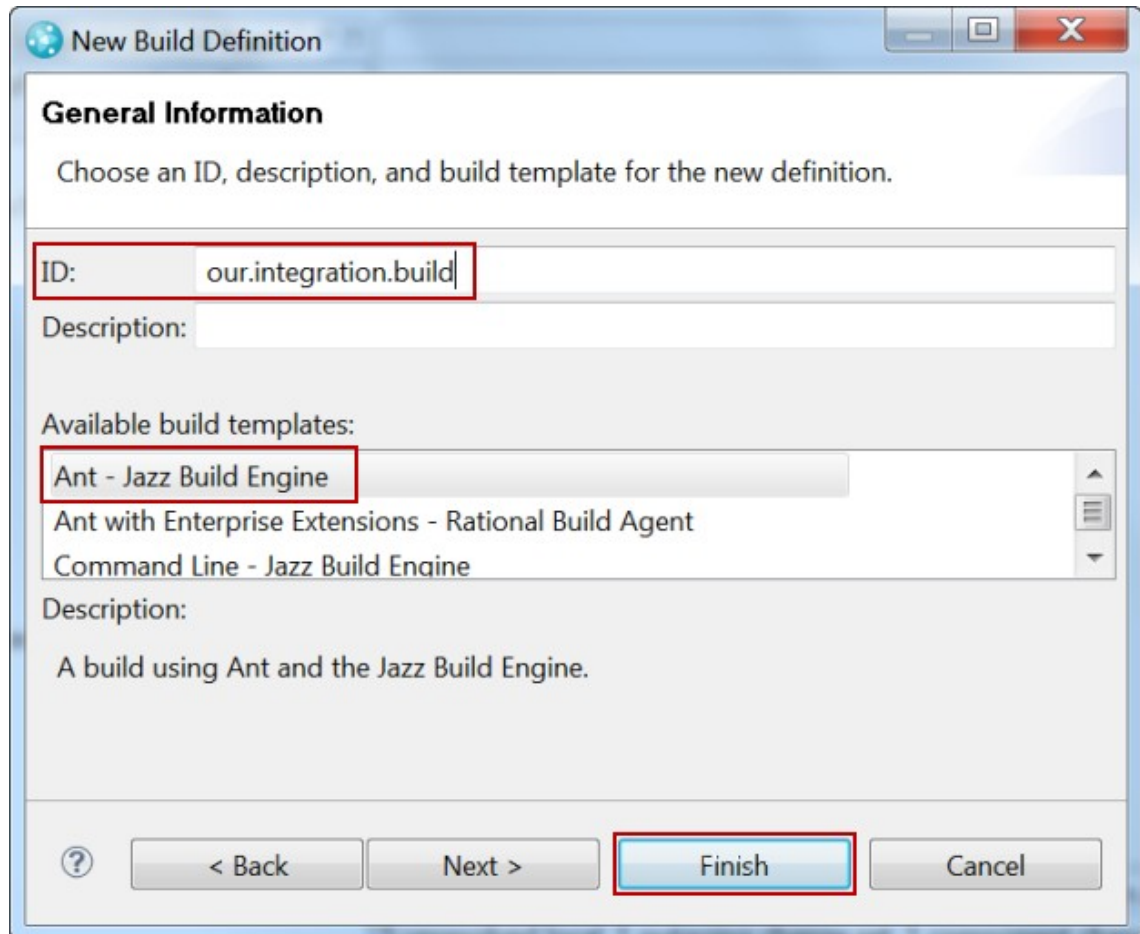 New Build Definition
General Information
Choose an ID, description, and build template for the new definition.
ID: our.integration.build
Description:
Available build templates:
Ant - Jazz Build Engine
Ant with Enterprise Extensions - Rational Build Agent
Command Line - Jazz Build Engine
Description:
A build using Ant and the Jazz Build Engine.
? < Back Next > Finish Cancel